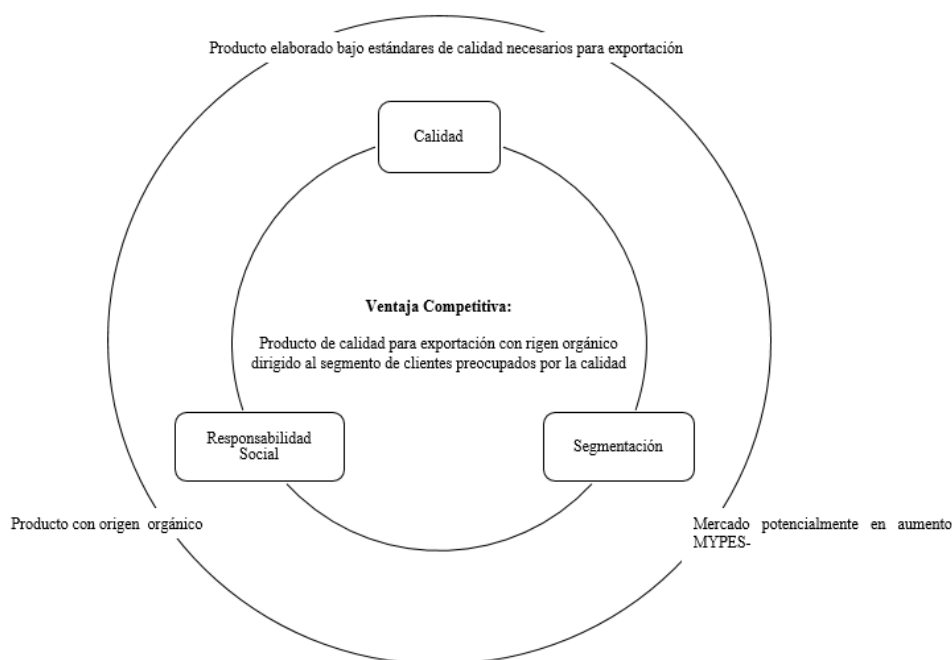 Producto elaborado bajo estándares de calidad necesarios para exportación
Calidad
Ventaja Competitiva:
Producto de calidad para exportación con rigen orgánico
dirigido al segmento de clientes preocupados por la calidad
Responsabilidad
Social
Segmentación
Producto con origen orgánico
Mercado potencialmente en aumento
MYPES-